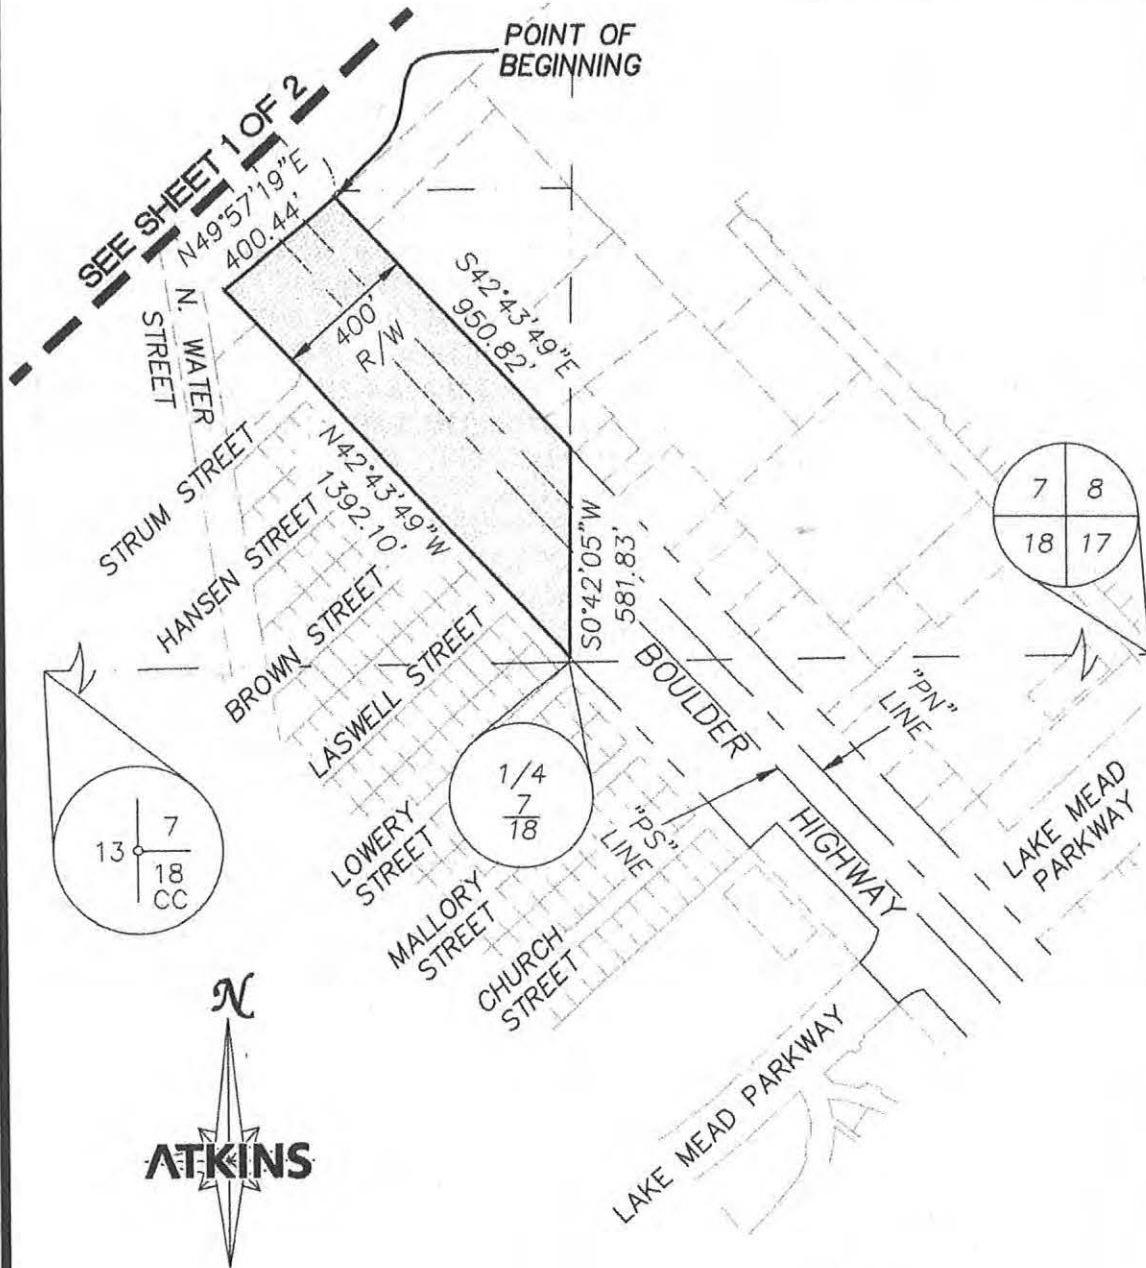 POINT OF
BEGINNING
SEE SHEET 1 OF 2
N49°57'19"E
400.44'
N. WATER
STREET
400'
R/W
S42°43'49"E
950.82'
STRUM STREET
N42°43'49"W
1392.10'
HANSEN STREET
BROWN STREET
LASWELL STREET
S0°42'05"W
581.83'
7 8
18 17
BOULDER
HIGHWAY
"PN"
LINE
"PS"
LINE
1/4
7
18
13 7
18
CC
LOWERY
STREET
MALLORY
STREET
CHURCH
STREET
LAKE MEAD
PARKWAY
LAKE MEAD PARKWAY
N
ATKINS